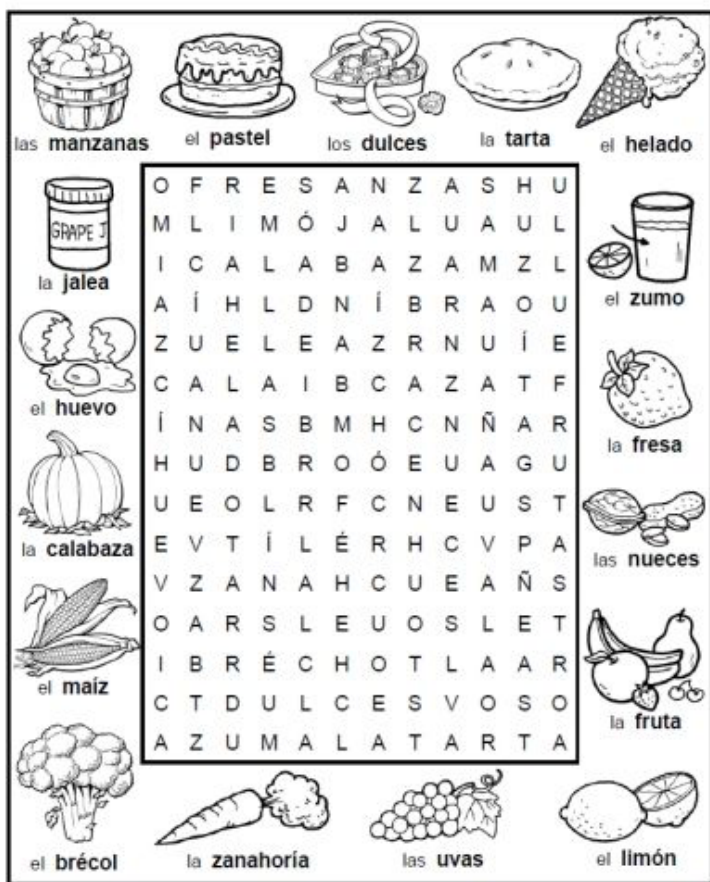 las manzanas
el pastel
los dulces
la tarta
el helado
GRAPE J
la jalea
el huevo
la calabaza
el maíz
el brécol
O F R E S A N Z A S H U
M L I M Ó J A L U A U L
I C A L A B A Z A M Z L
A Í H L D N Í B R A O U
Z U E L E A Z R N U Í E
C A L A I B C A Z A T F
Í N A S B M H C N Ñ A R
H U D B R O Ó E U A G U
U E O L R F C N E U S T
E V T Í L É R H C V P A
V Z A N A H C U E A Ñ S
O A R S L E U O S L E T
I B R É C H O T L A A R
C T D U L C E S V O S O
A Z U M A L A T A R T A
el zumo
la fresa
las nueces
la fruta
la zanahoría
las uvas
el limón